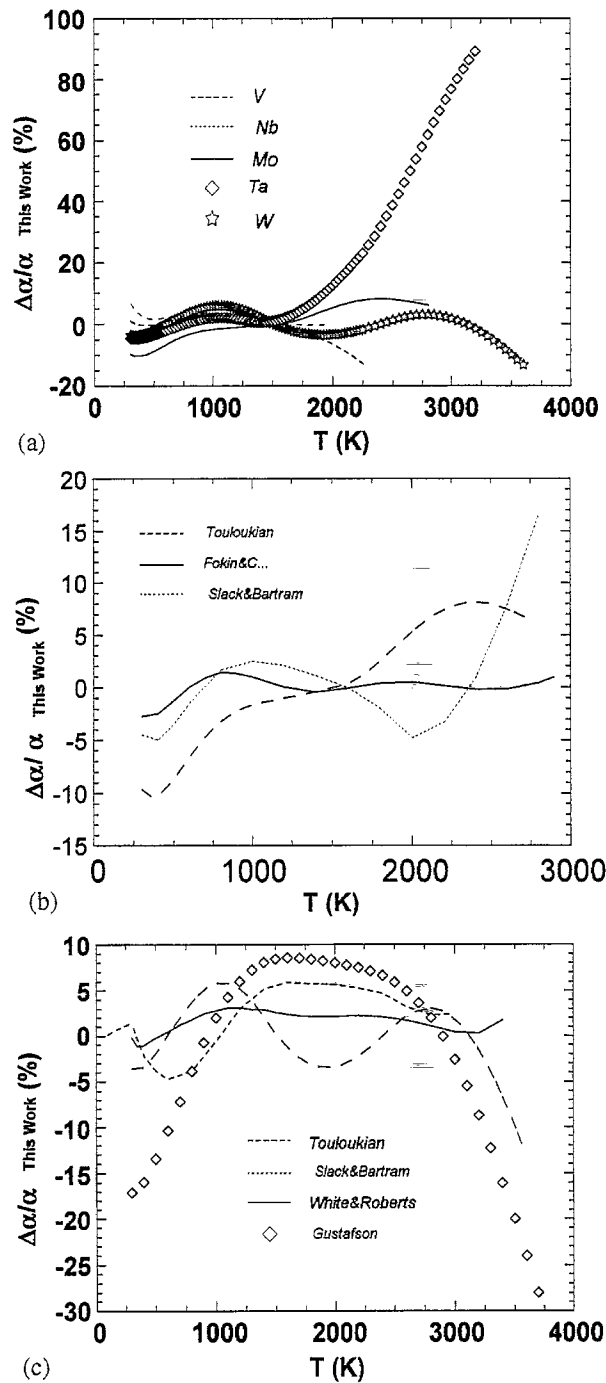 100
80
60
40
20
0
-20
Δα/α This Work (%)
V
Nb
Mo
Ta
W
0 1000 2000 3000 4000
T (K)
(a)
20
15
10
5
0
-5
-10
-15
Δα/α This Work (%)
Touloukian
Fokin&C...
Slack&Bartram
0 1000 2000 3000
T (K)
(b)
10
5
0
-5
-10
-15
-20
-25
-30
Δα/α This Work (%)
Touloukian
Slack&Bartram
White&Roberts
Gustafson
0 1000 2000 3000 4000
T (K)
(c)